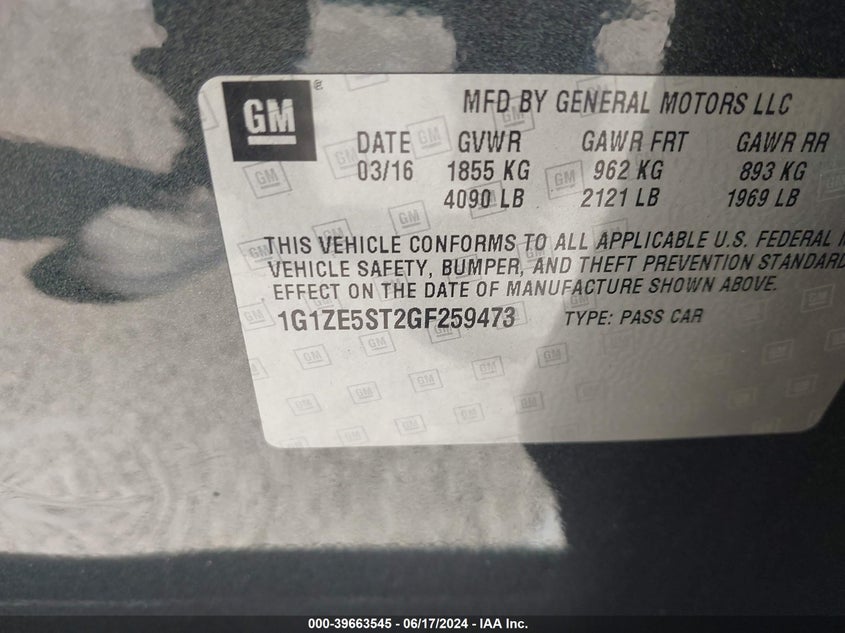 GM ®
MFD BY GENERAL MOTORS LLC
DATE GVWR GAWR FRT GAWR RR
03/16 1855 KG 962 KG 893 KG
4090 LB 2121 LB 1969 LB
THIS VEHICLE CONFORMS TO ALL APPLICABLE U.S. FEDERAL
VEHICLE SAFETY, BUMPER, AND THEFT PREVENTION STANDARD
EFFECT ON THE DATE OF MANUFACTURE SHOWN ABOVE.
1G1ZE5ST2GF259473 TYPE: PASS CAR
000-39663545 - 06/17/2024 - IAA Inc.